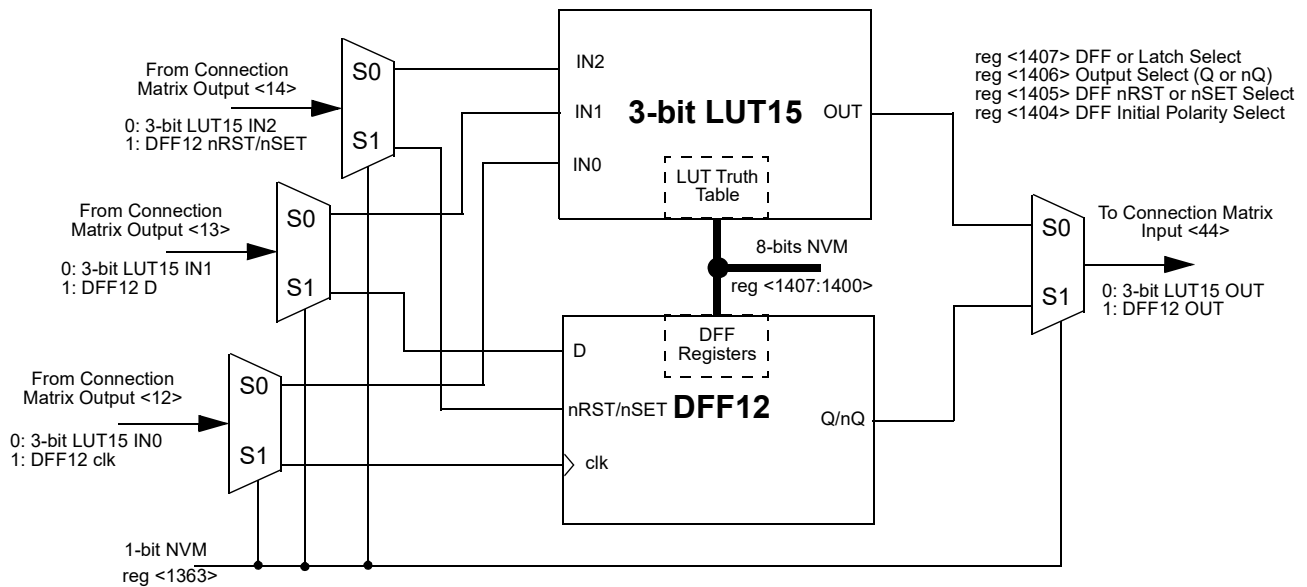 From Connection
Matrix Output <14>
0: 3-bit LUT15 IN2
1: DFF12 nRST/nSET
S0
S1
From Connection
Matrix Output <13>
0: 3-bit LUT15 IN1
1: DFF12 D
S0
S1
From Connection
Matrix Output <12>
0: 3-bit LUT15 IN0
1: DFF12 clk
S0
S1
1-bit NVM
reg <1363>
IN2
IN1
IN0
3-bit LUT15
OUT
LUT Truth
Table
8-bits NVM
reg <1407:1400>
DFF
Registers
D
nRST/nSET
clk
DFF12
Q/nQ
reg <1407> DFF or Latch Select
reg <1406> Output Select (Q or nQ)
reg <1405> DFF nRST or nSET Select
reg <1404> DFF Initial Polarity Select
S0
S1
To Connection Matrix
Input <44>
0: 3-bit LUT15 OUT
1: DFF12 OUT